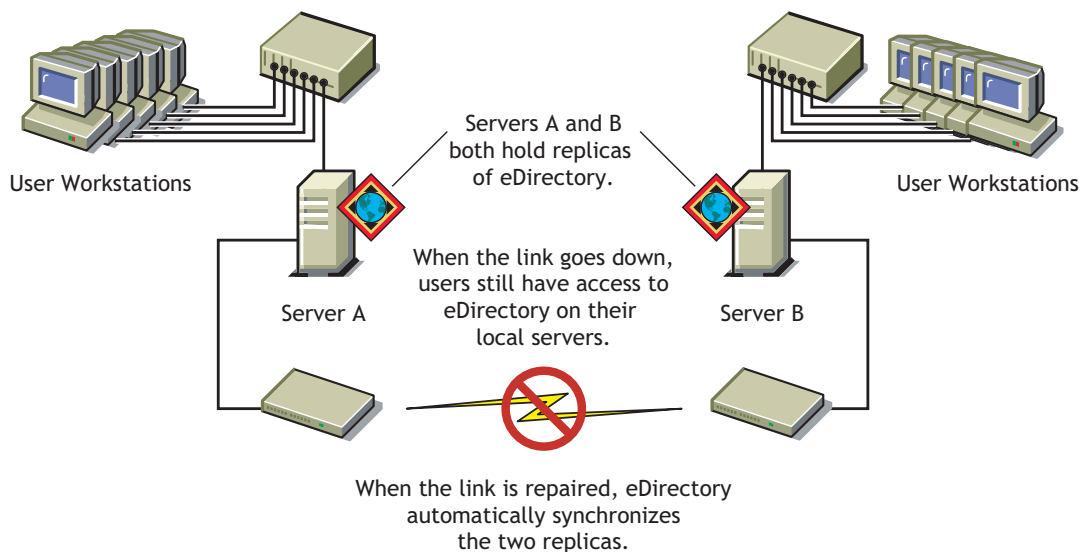 Servers A and B
both hold replicas
of eDirectory.
User Workstations
User Workstations
When the link goes down,
users still have access to
eDirectory on their
local servers.
Server A
Server B
When the link is repaired, eDirectory
automatically synchronizes
the two replicas.